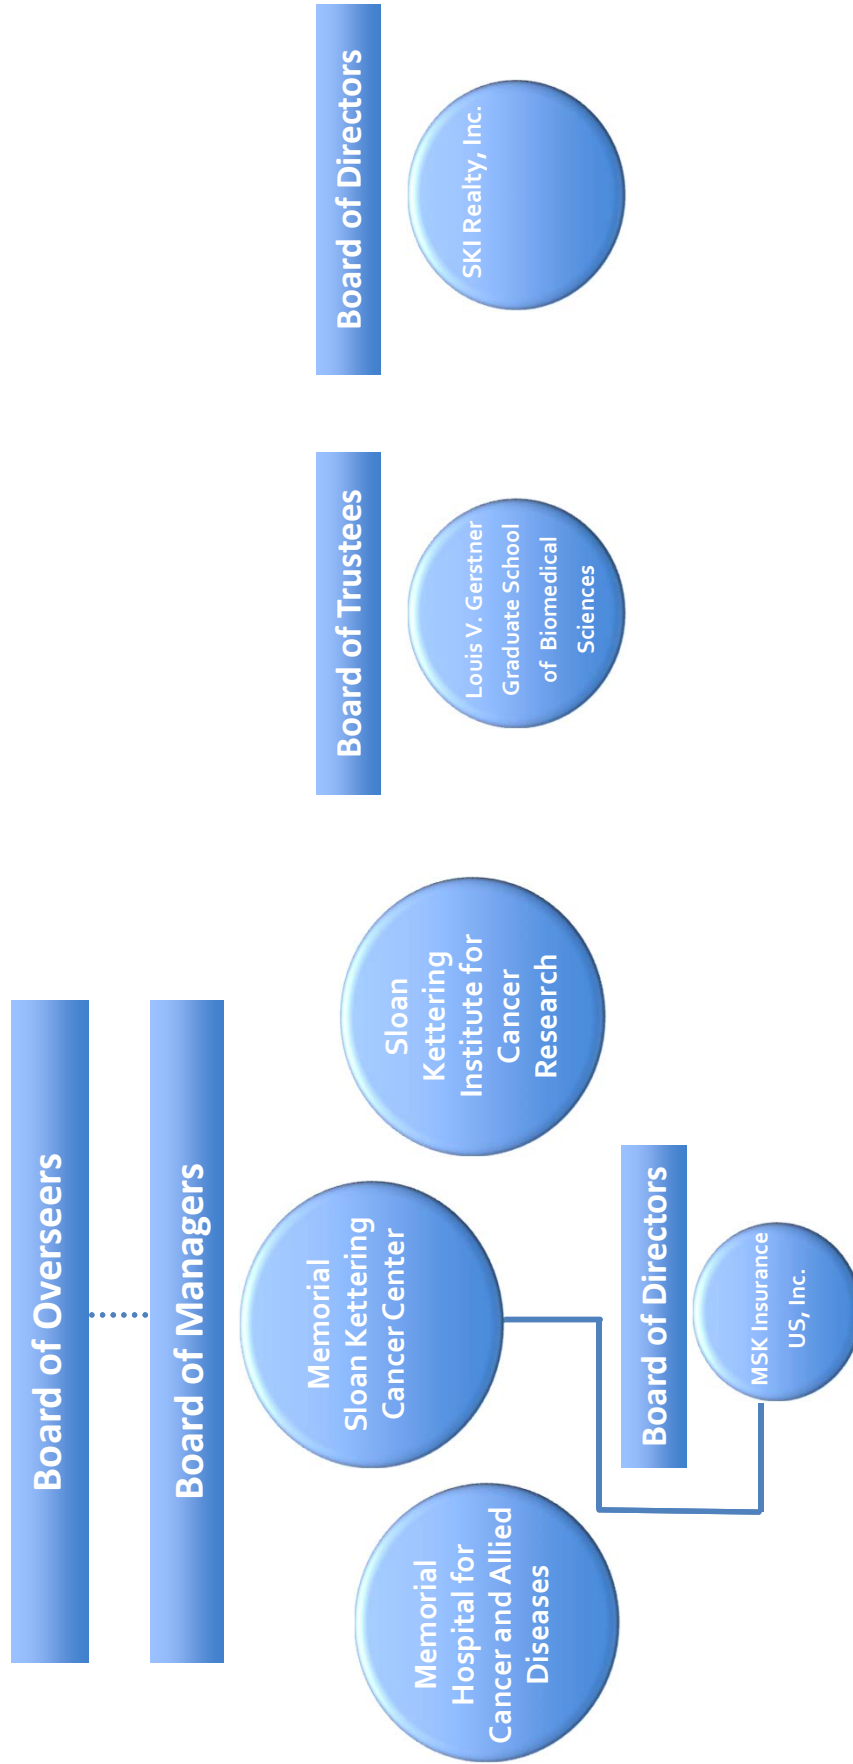 Board of Overseers
Board of Managers
Memorial
Hospital for
Cancer and Allied
Diseases
Memorial
Sloan Kettering
Cancer Center
Sloan
Kettering
Institute for
Cancer
Research
Board of Directors
MSK Insurance
US, Inc.
Board of Trustees
Louis V. Gerstner
Graduate School
of Biomedical
Sciences
Board of Directors
SKI Realty, Inc.